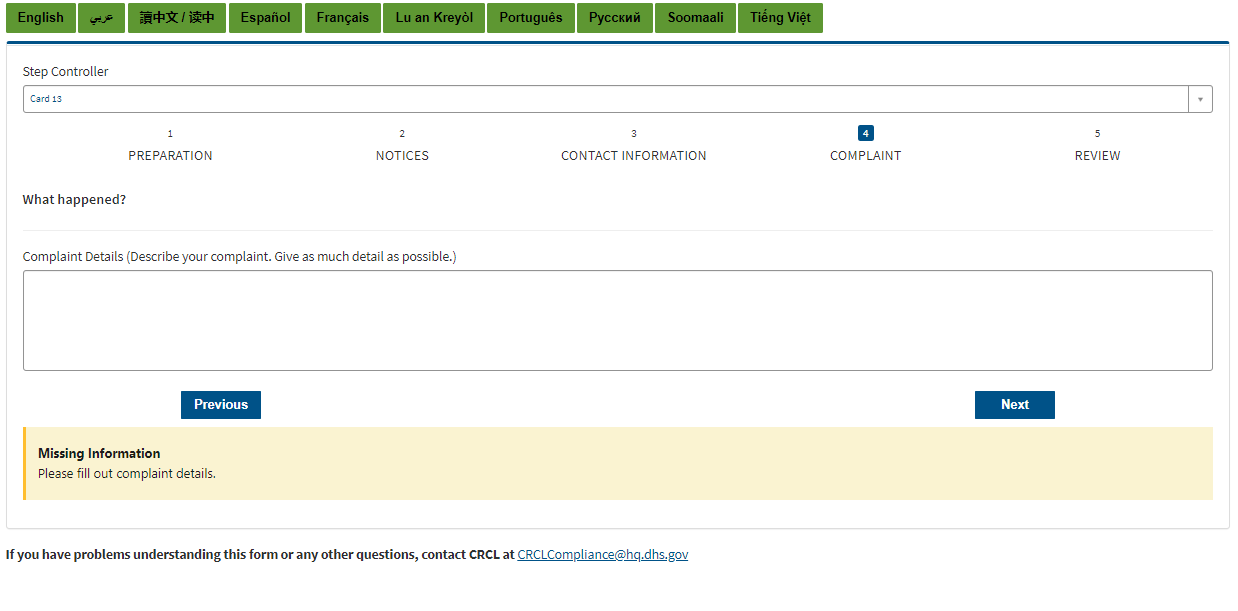 English عربي 讀中文 / 读中 Español Français Lu an Kreyòl Português Русский Soomaali Tiếng Việt
Step Controller
Card 13
1 2 3 4 5
PREPARATION NOTICES CONTACT INFORMATION COMPLAINT REVIEW
What happened?
Complaint Details (Describe your complaint. Give as much detail as possible.)
Previous Next
Missing Information
Please fill out complaint details.
If you have problems understanding this form or any other questions, contact CRCL at CRCLCompliance@hq.dhs.gov